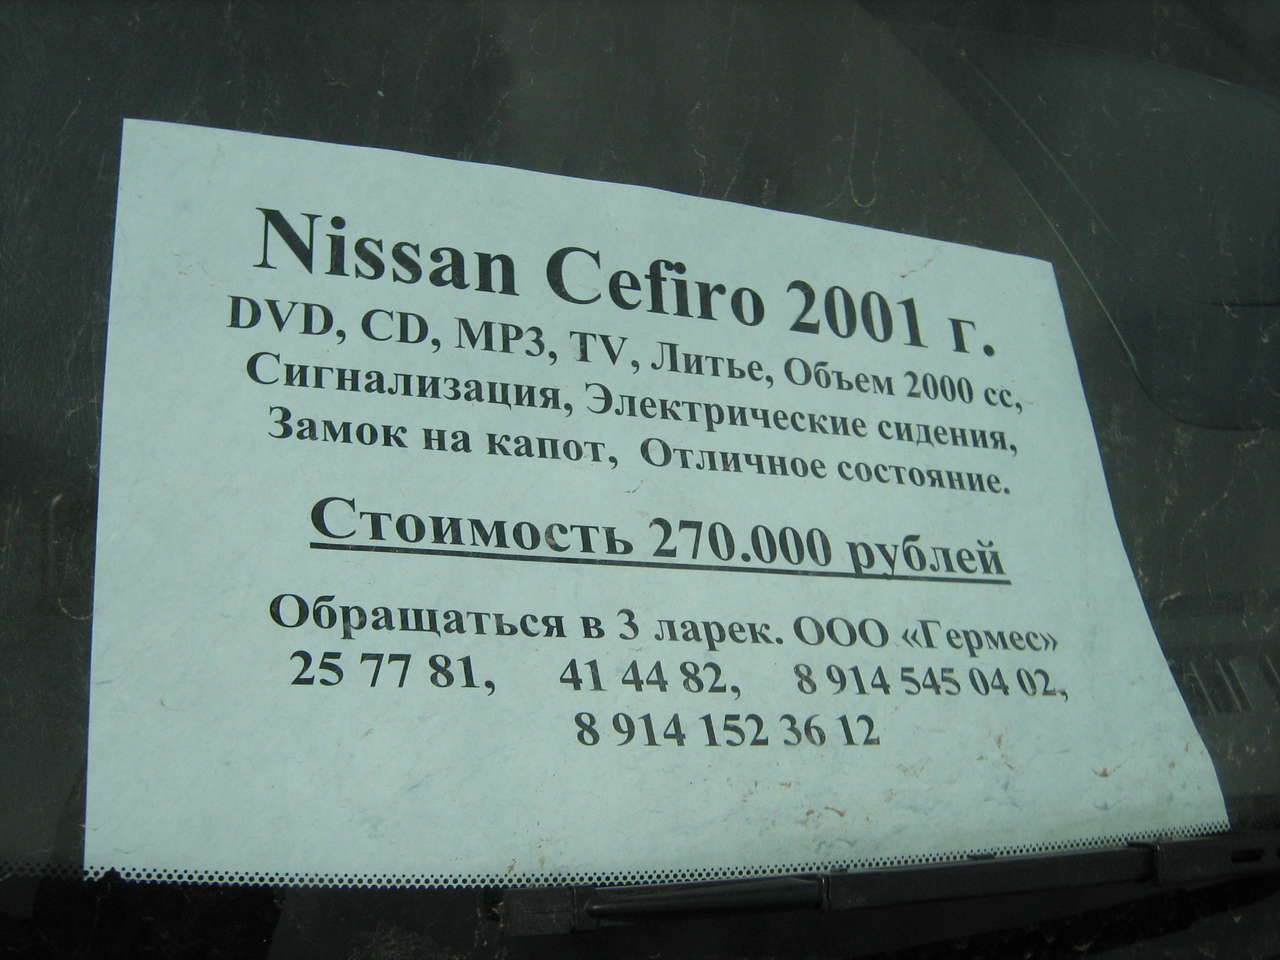 Nissan Cefiro 2001 г.
DVD, CD, MP3, TV, Литье, Объем 2000 сс,
Сигнализация, Электрические сидения,
Замок на капот, Отличное состояние.
Стоимость 270.000 рублей
Обращаться в 3 ларек. ООО «Гермес»
25 77 81, 41 44 82, 8 914 545 04 02,
8 914 152 36 12